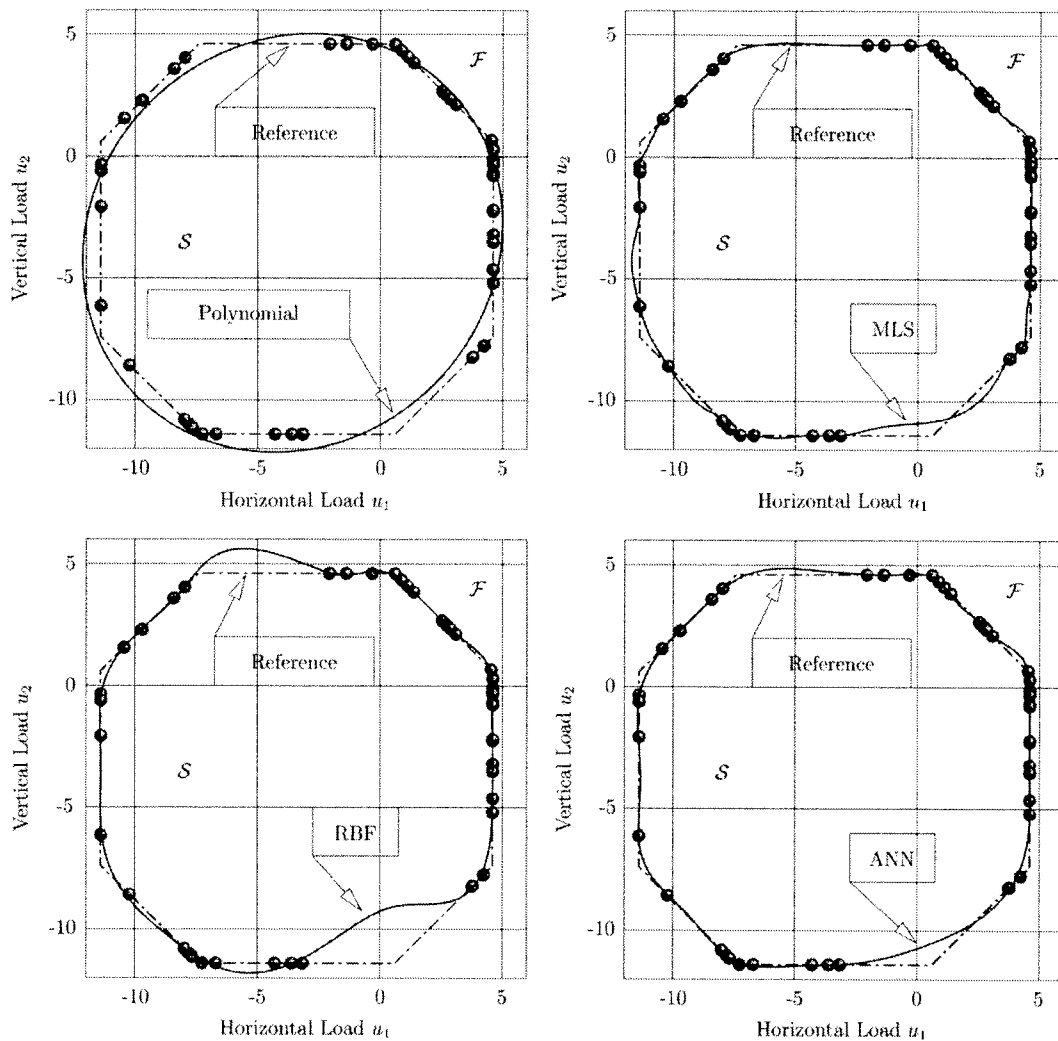 5
0
-5
-10
-10
-5
0
5
Vertical Load u2
Horizontal Load u1
F
Reference
S
Polynomial
5
0
-5
-10
-10
-5
0
5
Vertical Load u2
Horizontal Load u1
F
Reference
S
MLS
5
0
-5
-10
-10
-5
0
5
Vertical Load u2
Horizontal Load u1
F
Reference
S
RBF
5
0
-5
-10
-10
-5
0
5
Vertical Load u2
Horizontal Load u1
F
Reference
S
ANN